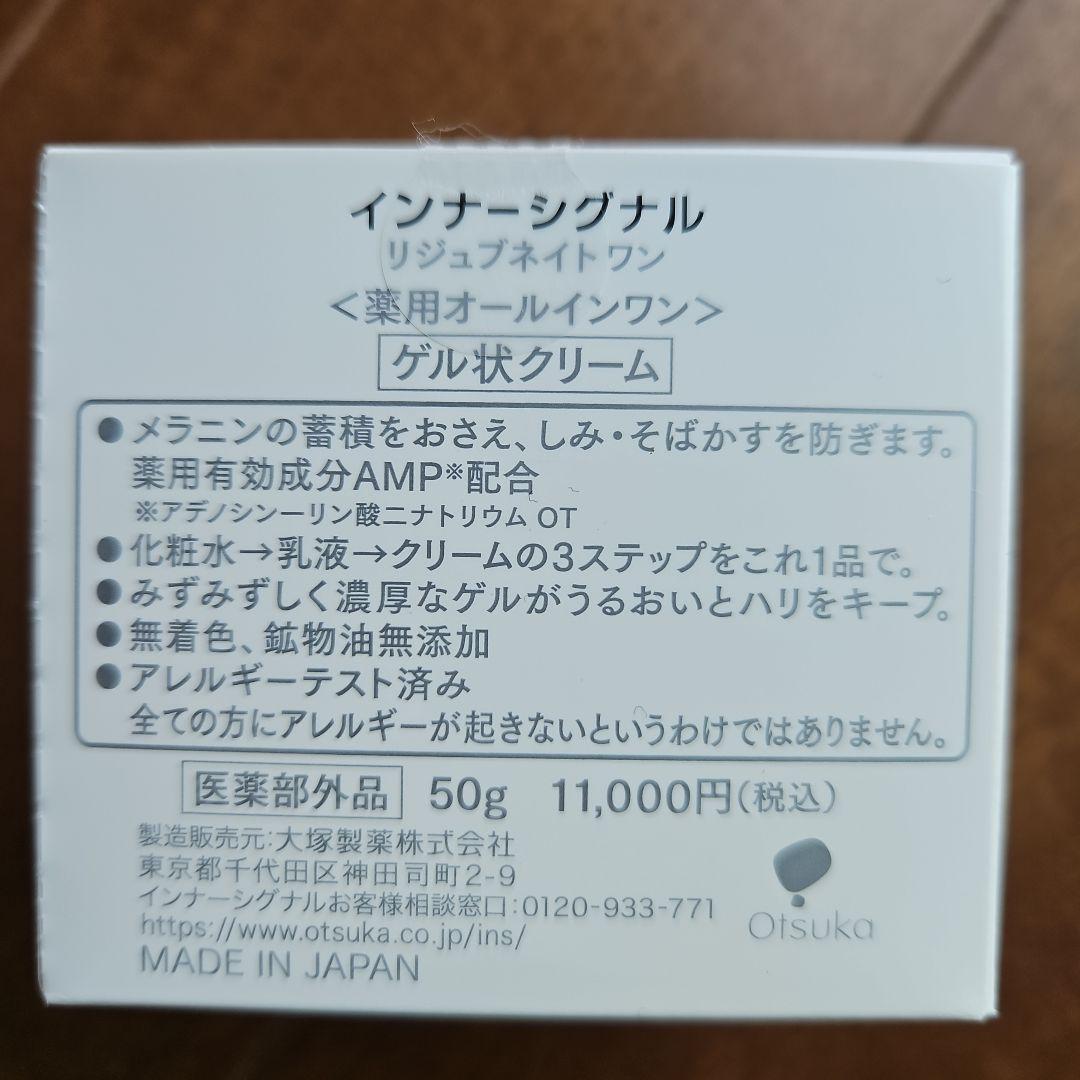 インナーシグナル
リジュブネイト ワン
＜薬用オールインワン＞
ゲル状クリーム
●メラニンの蓄積をおさえ、しみ・そばかすを防ぎます。
薬用有効成分AMP※配合
※アデノシン一リン酸ニナトリウム OT
●化粧水→乳液→クリームの3ステップをこれ1品で。
●みずみずしく濃厚なゲルがうるおいとハリをキープ。
●無着色、鉱物油無添加
●アレルギーテスト済み
全ての方にアレルギーが起きないというわけではありません。
医薬部外品 50g 11,000円(税込)
製造販売元:大塚製薬株式会社
東京都千代田区神田司町2-9
インナーシグナルお客様相談窓口:0120-933-771
https://www.otsuka.co.jp/ins/
MADE IN JAPAN
Otsuka